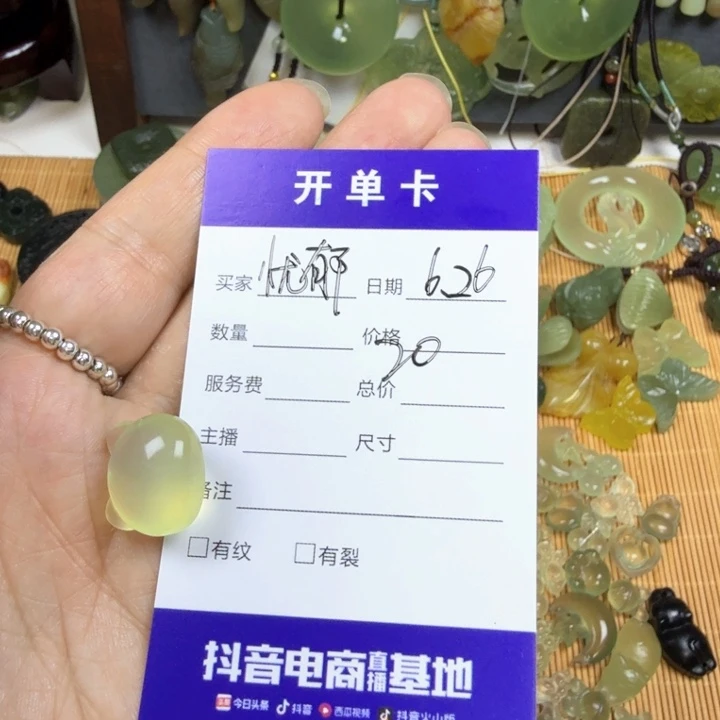 开单卡
买家 忧郁 日期 626
数量 价格 20
服务费 总价
主播 尺寸
备注
□有纹 □有裂
抖音电商直播基地
今日头条 抖音 西瓜视频 抖音火山版